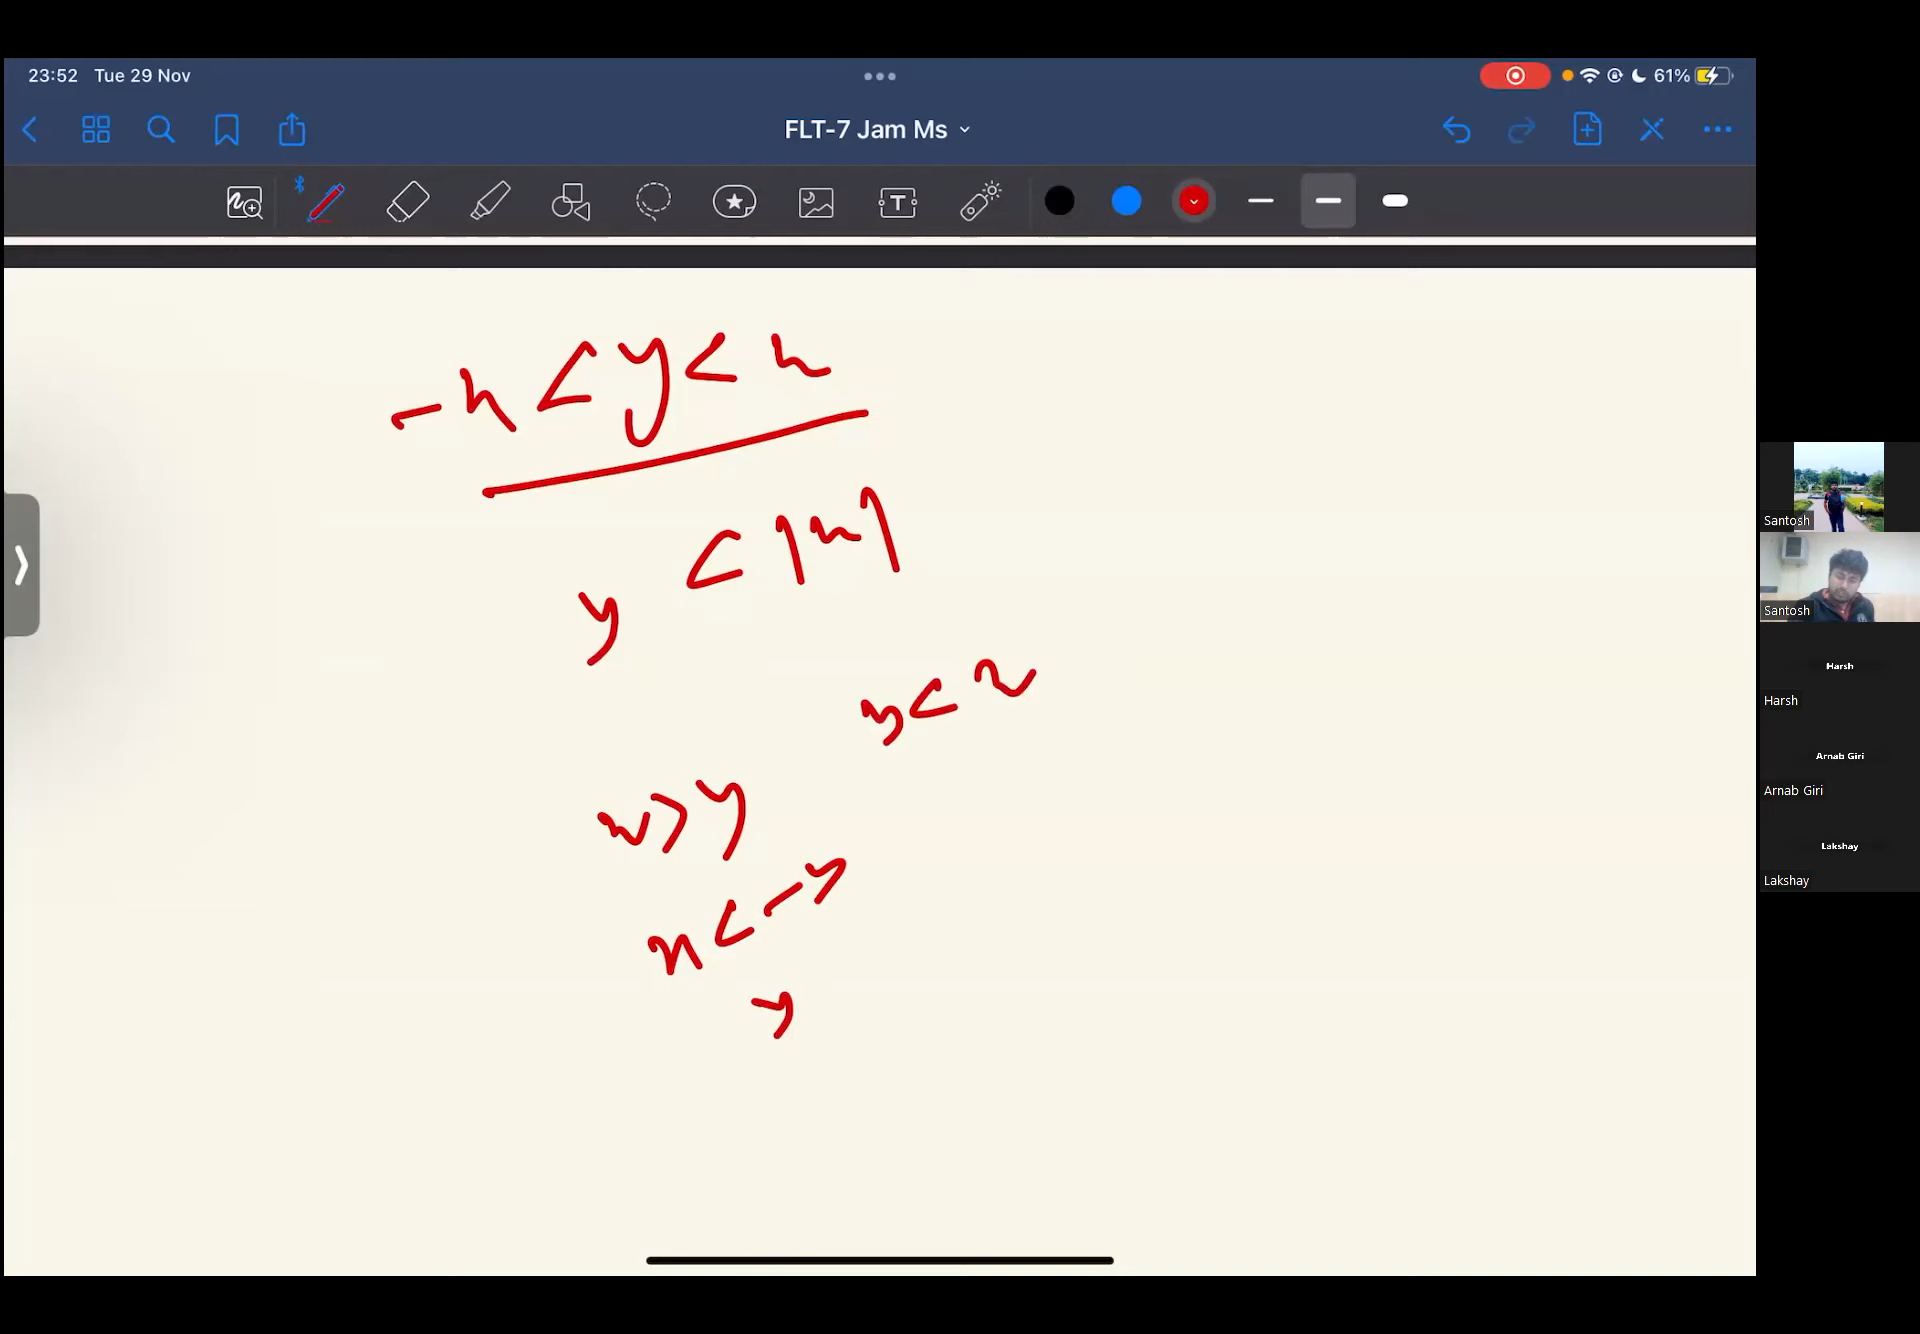 23:52 Tue 29 Nov
61%
FLT-7 Jam Ms
T
-x < y < x
y < |x|
y < x
x > y
x < -y
y
Santosh
Santosh
Harsh
Harsh
Arnab Giri
Arnab Giri
Lakshay
Lakshay